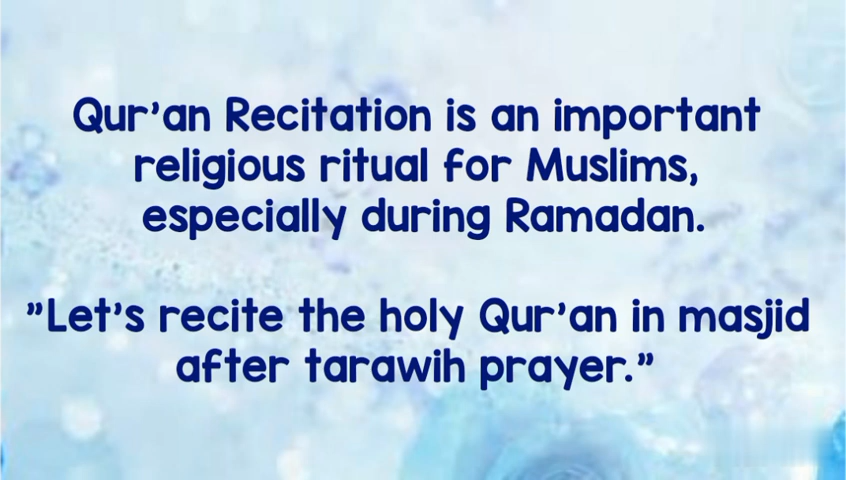 Qur’an Recitation is an important
religious ritual for Muslims,
especially during Ramadan.
”Let’s recite the holy Qur’an in masjid
after tarawih prayer.”